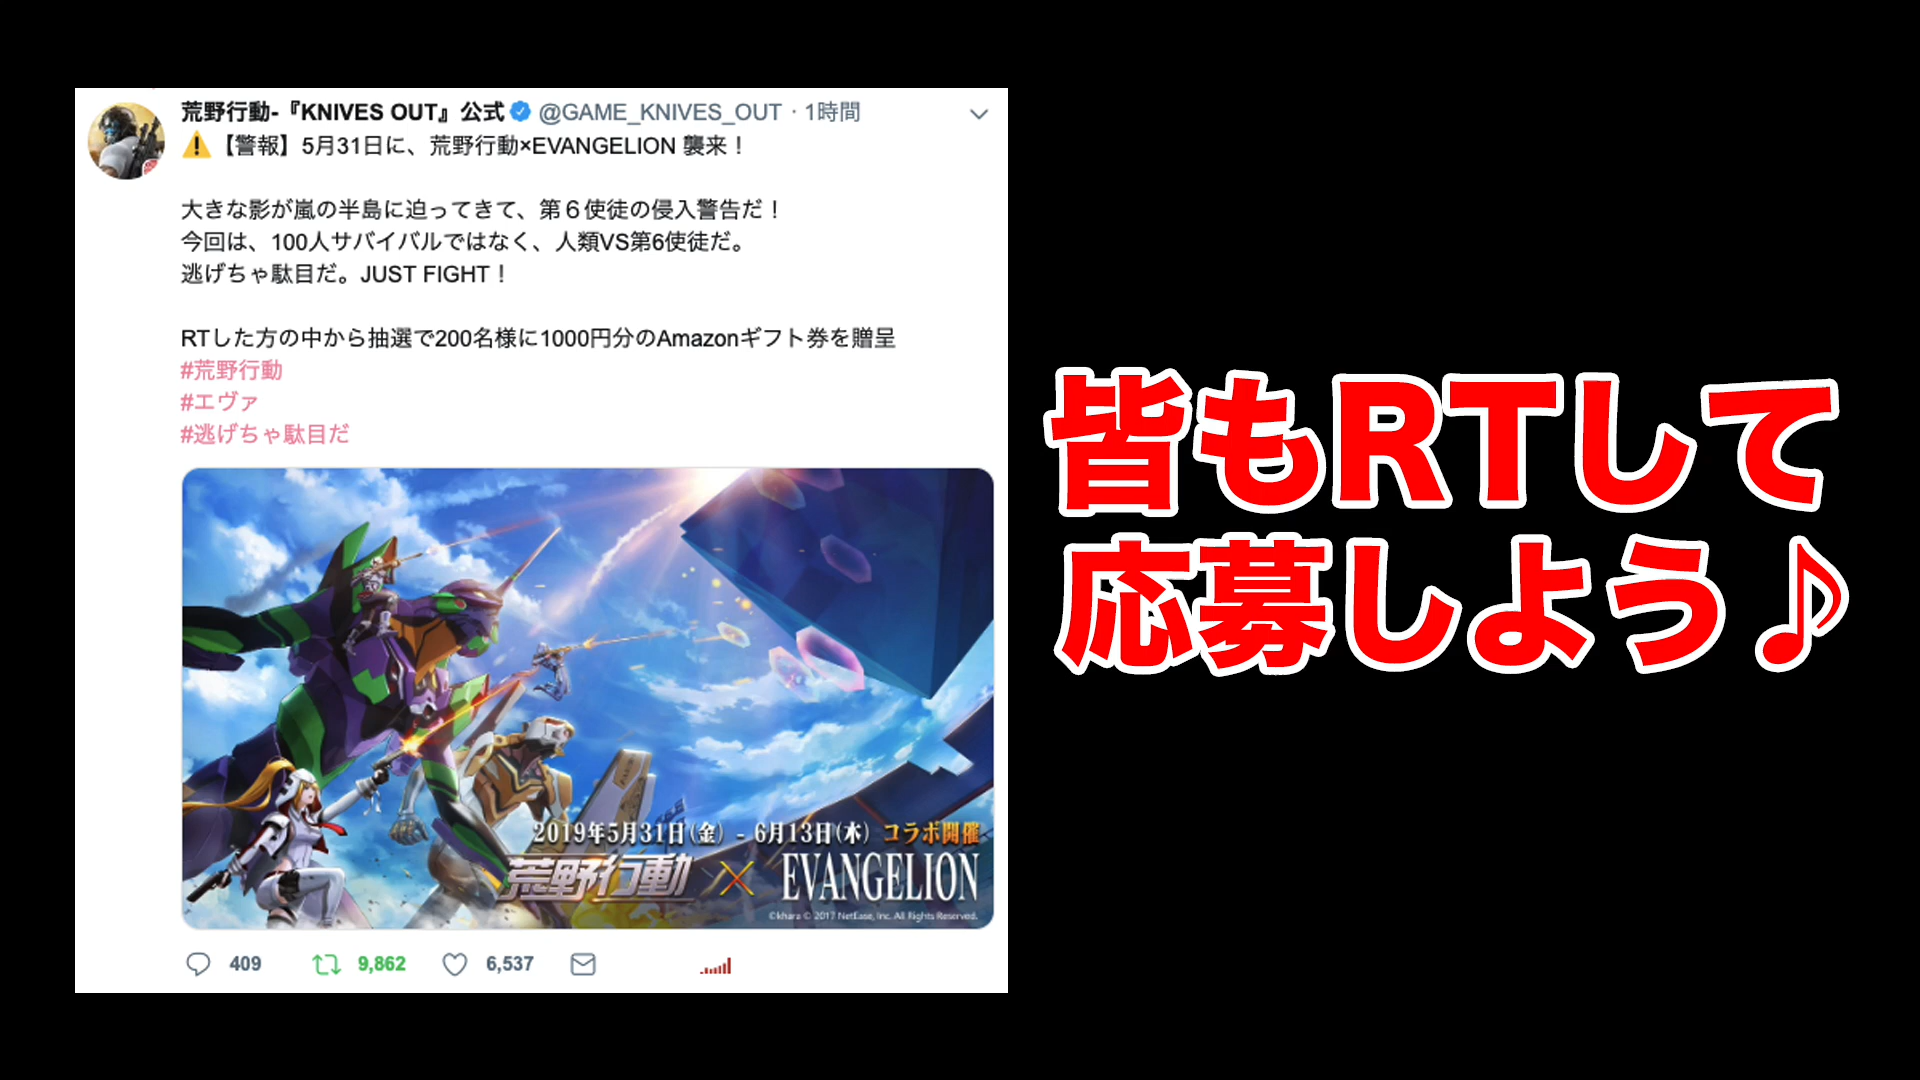 荒野行動-『KNIVES OUT』公式 @GAME_KNIVES_OUT · 1時間
⚠️【警報】5月31日に、荒野行動×EVANGELION 襲来！
大きな影が嵐の半島に迫ってきて、第６使徒の侵入警告だ！
今回は、100人サバイバルではなく、人類VS第6使徒だ。
逃げちゃ駄目だ。JUST FIGHT！
RTした方の中から抽選で200名様に1000円分のAmazonギフト券を贈呈
#荒野行動
#エヴァ
#逃げちゃ駄目だ
2019年5月31日(金) - 6月13日(木) コラボ開催
荒野行動 × EVANGELION
©khara © 2017 NetEase, Inc. All Rights Reserved.
409 9,862 6,537
皆もRTして
応募しよう♪